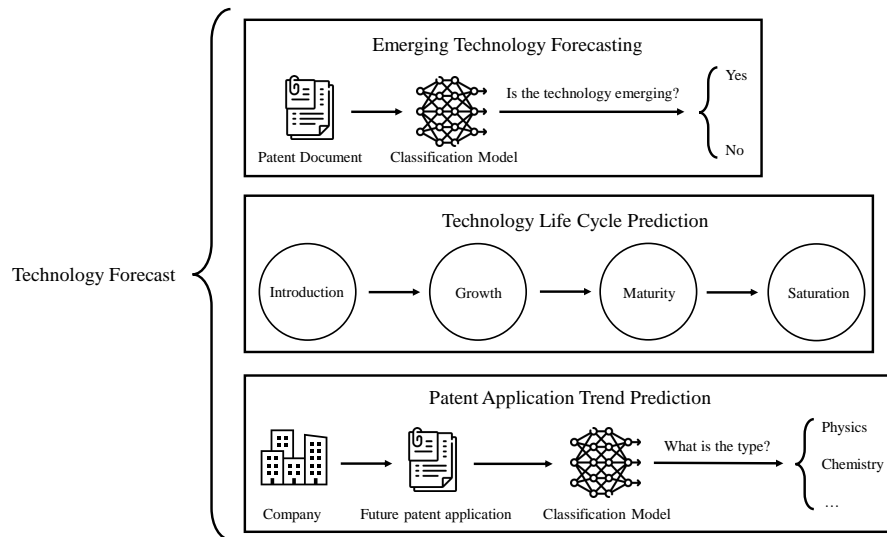 Technology Forecast
Emerging Technology Forecasting
Patent Document
Classification Model
Is the technology emerging?
Yes
No
Technology Life Cycle Prediction
Introduction
Growth
Maturity
Saturation
Patent Application Trend Prediction
Company
Future patent application
Classification Model
What is the type?
Physics
Chemistry
…